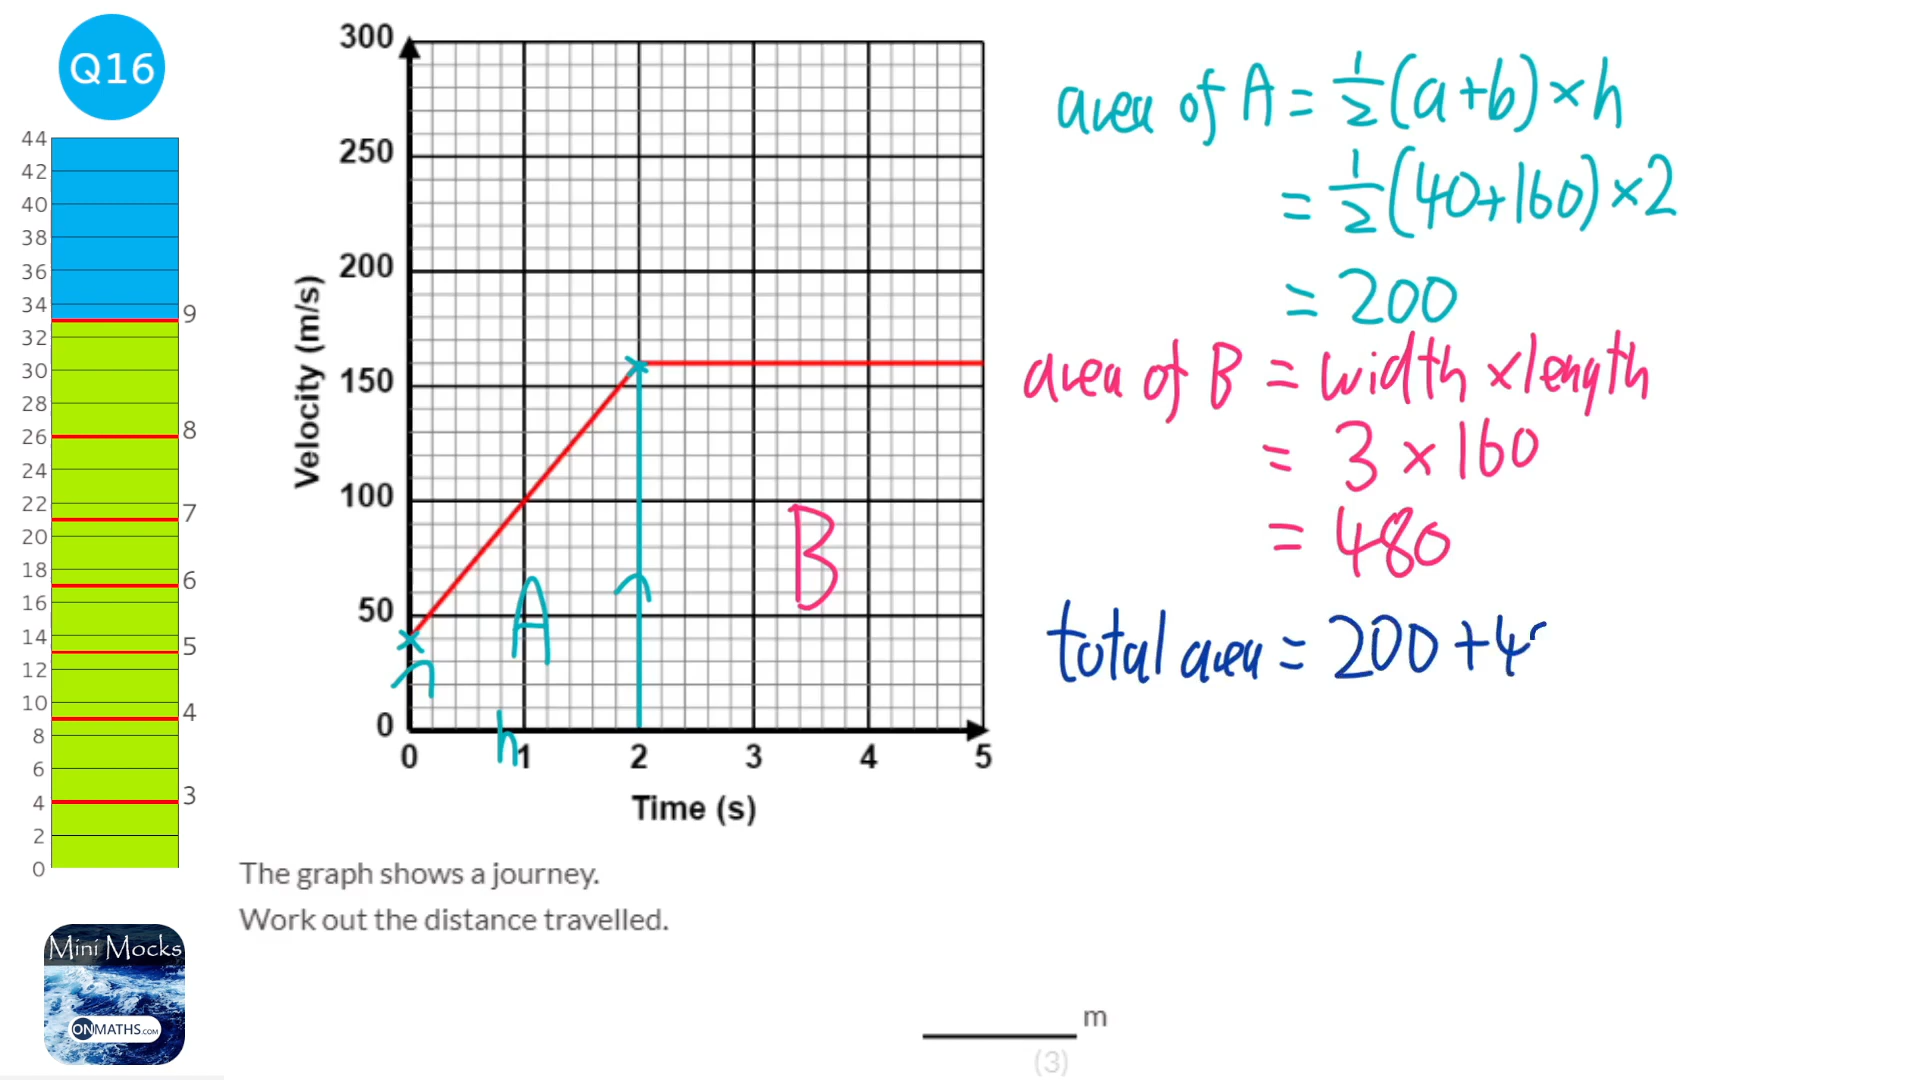 Q16
44
42
40
38
36
34
9
32
30
28
8
26
24
22
7
20
18
6
16
14
5
12
10
4
8
6
3
4
2
0
300
250
200
150
100
50
0
Velocity (m/s)
0 1 2 3 4 5
Time (s)
A
h
B
area of A = 1/2 (a+b) × h
= 1/2 (40+160) × 2
= 200
area of B = width × length
= 3 × 160
= 480
total area = 200 + 4
The graph shows a journey.
Work out the distance travelled.
m
(3)
Mini Mocks
ONMATHS.COM